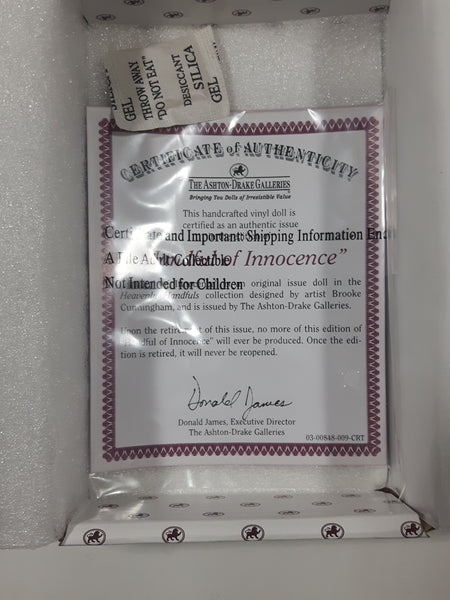 GEL
THROW AWAY
"DO NOT EAT"
DESICCANT
SILICA
GEL
CERTIFICATE of AUTHENTICITY
THE ASHTON-DRAKE GALLERIES
Bringing You Dolls of Irresistible Value
This handcrafted vinyl doll is
certified as an authentic issue
Certificate and Important Shipping Information
of Innocence"
A Fine Adult Collectible
Not Intended for Children
original issue doll in the
Heavenly Handfuls collection designed by artist Brooke
Cunningham, and is issued by The Ashton-Drake Galleries.
Upon the retirement of this issue, no more of this edition of
"Handful of Innocence" will ever be produced. Once the edi-
tion is retired, it will never be reopened.
Donald James
Donald James, Executive Director
The Ashton-Drake Galleries
03-00848-009-CRT